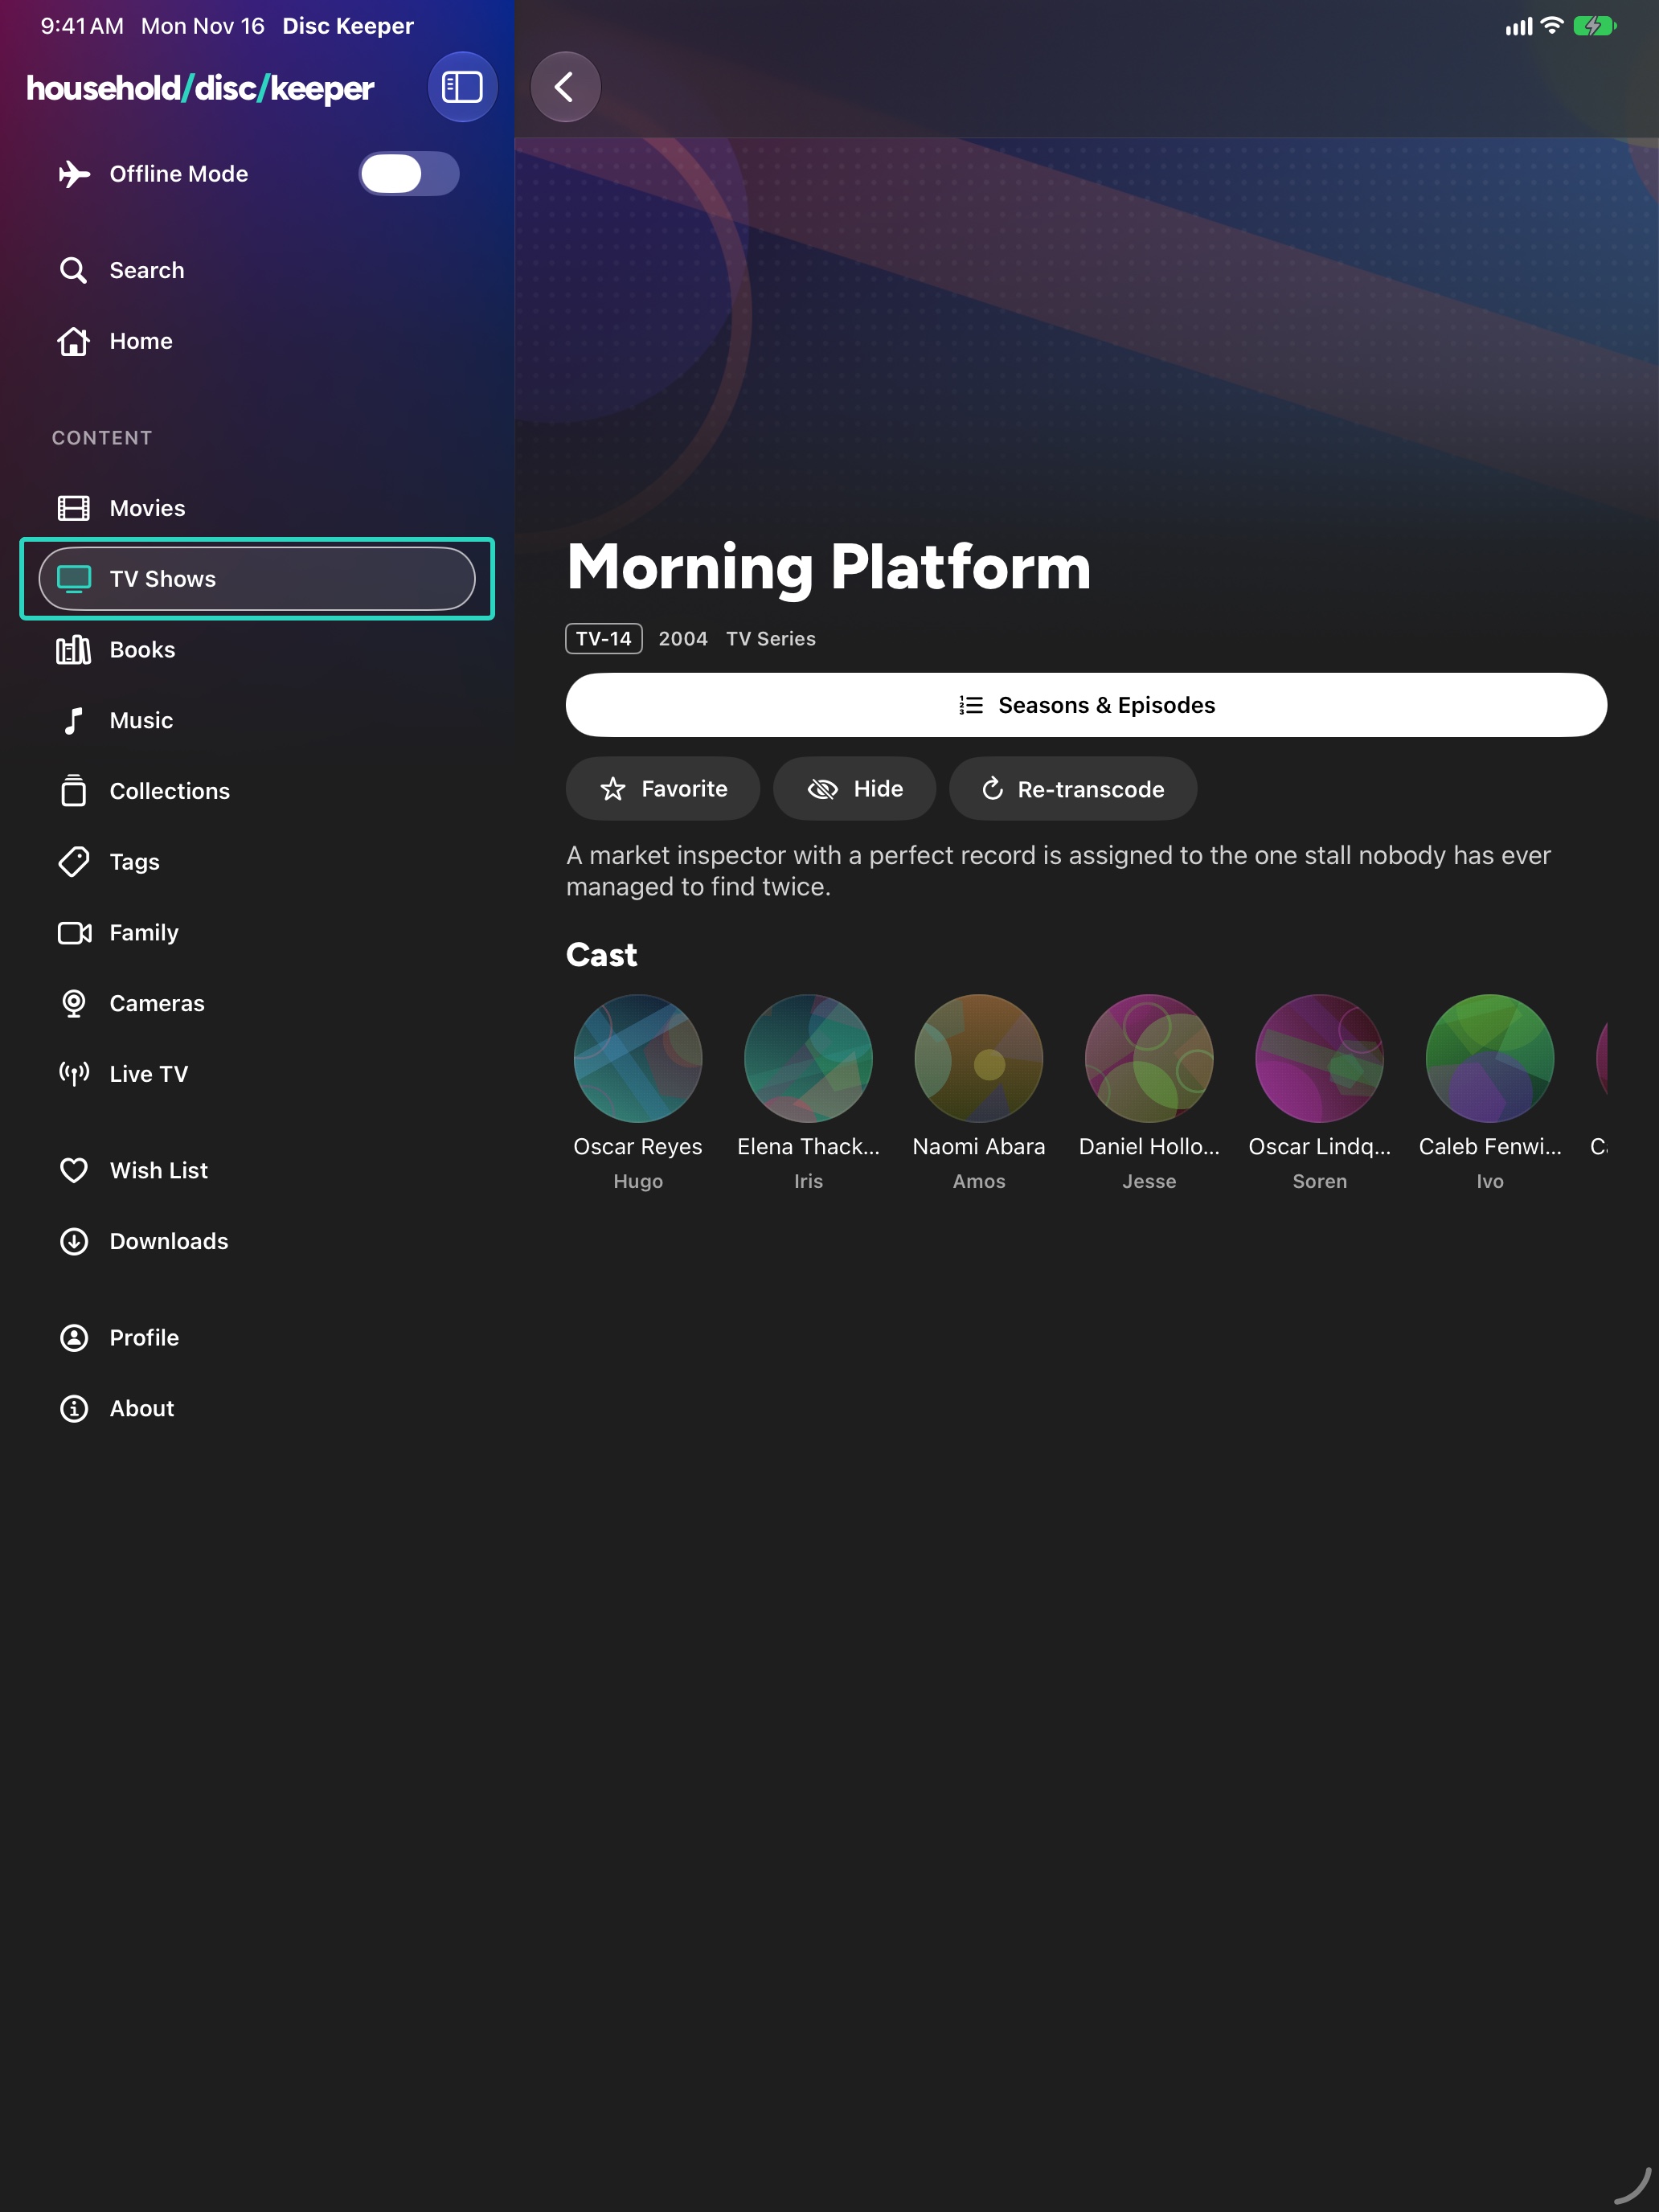 9:41 AM Mon Nov 16 Disc Keeper
household/disc/keeper
Offline Mode
Search
Home
CONTENT
Movies
TV Shows
Books
Music
Collections
Tags
Family
Cameras
Live TV
Wish List
Downloads
Profile
About
Morning Platform
TV-14 2004 TV Series
Seasons & Episodes
Favorite Hide Re-transcode
A market inspector with a perfect record is assigned to the one stall nobody has ever
managed to find twice.
Cast
Oscar Reyes Elena Thack... Naomi Abara Daniel Hollo... Oscar Lindq... Caleb Fenwi...
Hugo Iris Amos Jesse Soren Ivo